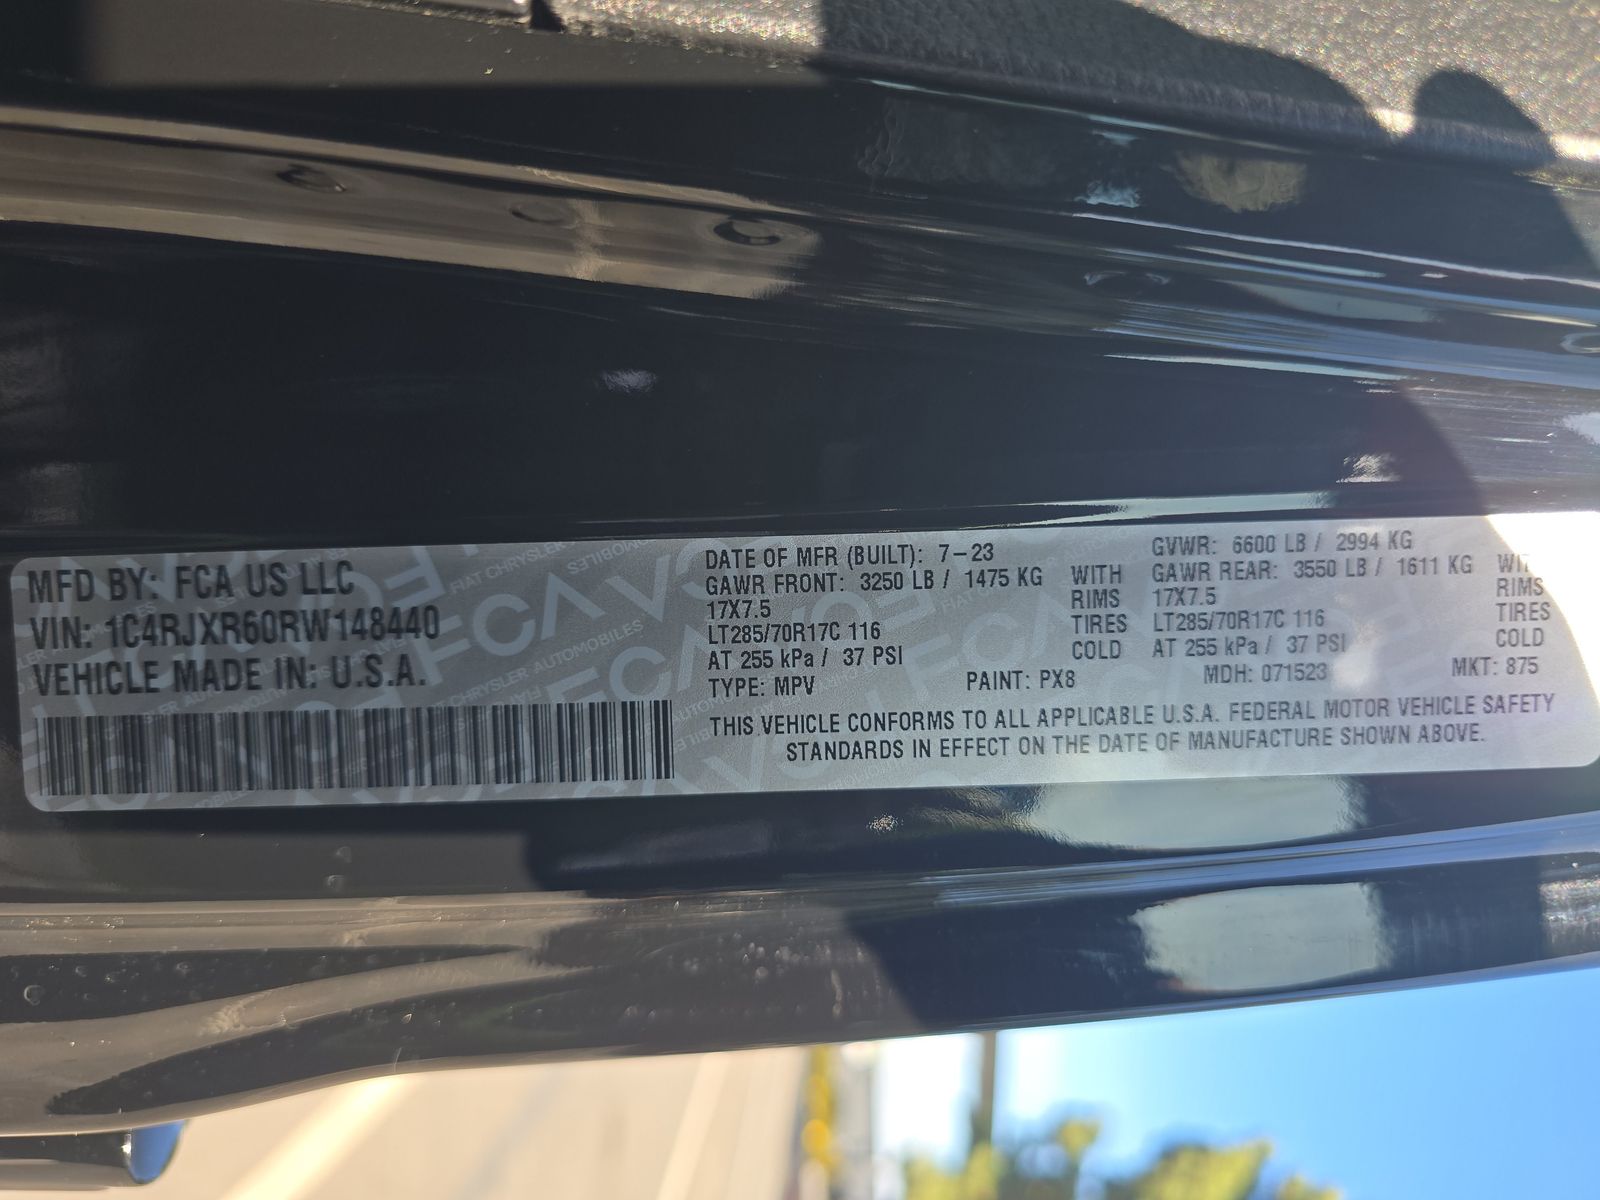 MFD BY: FCA US LLC
VIN: 1C4RJXR60RW148440
VEHICLE MADE IN: U.S.A.
DATE OF MFR (BUILT): 7-23
GAWR FRONT: 3250 LB / 1475 KG WITH
17X7.5 RIMS
LT285/70R17C 116 TIRES
AT 255 kPa / 37 PSI COLD
GVWR: 6600 LB / 2994 KG
GAWR REAR: 3550 LB / 1611 KG
17X7.5 RIMS
LT285/70R17C 116 TIRES
AT 255 kPa / 37 PSI COLD
TYPE: MPV PAINT: PX8 MDH: 071523 MKT: 875
THIS VEHICLE CONFORMS TO ALL APPLICABLE U.S.A. FEDERAL MOTOR VEHICLE SAFETY
STANDARDS IN EFFECT ON THE DATE OF MANUFACTURE SHOWN ABOVE.